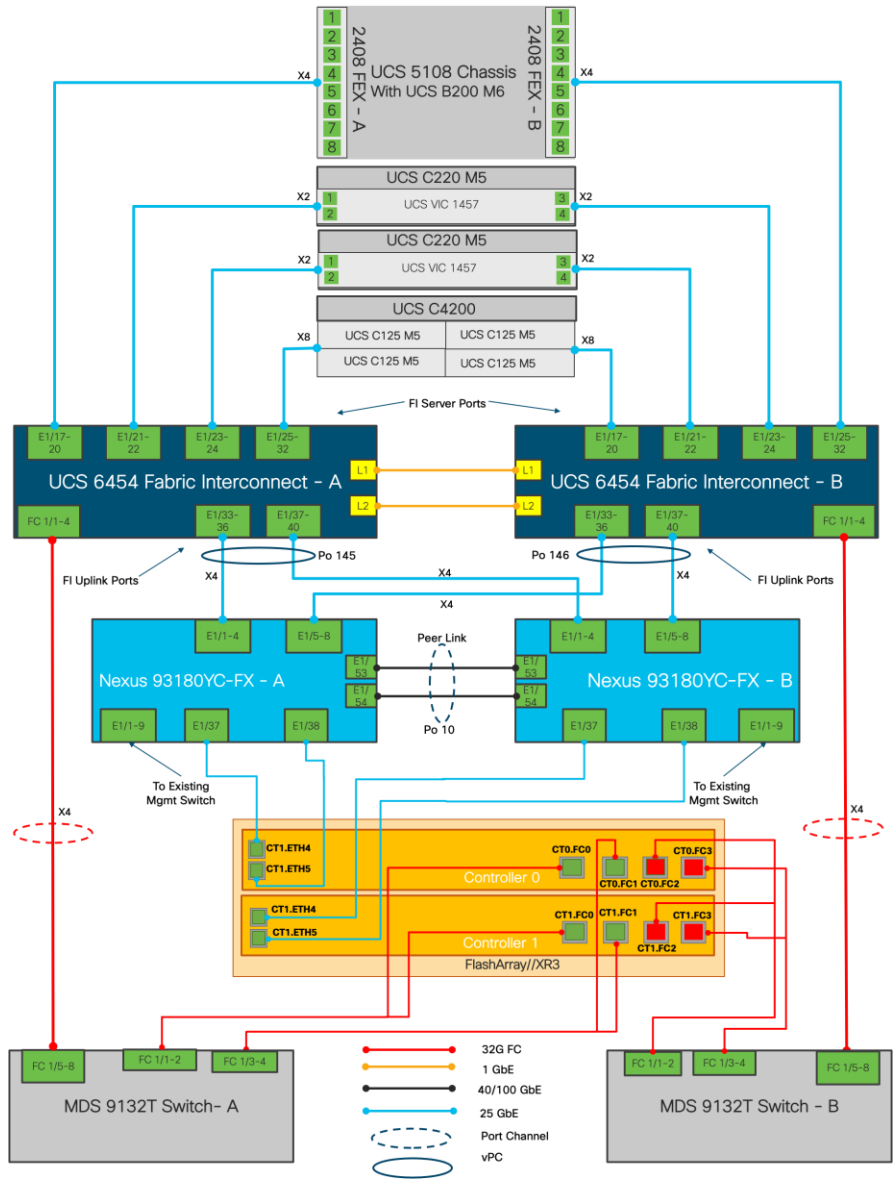 1
2
3
4
5
6
7
8
2408 FEX - A
UCS 5108 Chassis
With UCS B200 M6
2408 FEX - B
1
2
3
4
5
6
7
8
X4
X4
UCS C220 M5
X2
1
2
UCS VIC 1457
3
4
X2
UCS C220 M5
X2
1
2
UCS VIC 1457
3
4
X2
UCS C4200
X8
UCS C125 M5
UCS C125 M5
UCS C125 M5
UCS C125 M5
X8
FI Server Ports
E1/17-
20
E1/21-
22
E1/23-
24
E1/25-
32
E1/17-
20
E1/21-
22
E1/23-
24
E1/25-
32
UCS 6454 Fabric Interconnect - A
L1
L2
L1
L2
UCS 6454 Fabric Interconnect - B
FC 1/1-4
E1/33-
36
E1/37-
40
E1/33-
36
E1/37-
40
FC 1/1-4
Po 145
Po 146
FI Uplink Ports
X4
X4
X4
X4
FI Uplink Ports
E1/1-4
E1/5-8
Peer Link
E1/1-4
E1/5-8
Nexus 93180YC-FX - A
E1/
53
E1/
54
E1/
53
E1/
54
Nexus 93180YC-FX - B
Po 10
E1/1-9
E1/37
E1/38
E1/37
E1/38
E1/1-9
To Existing
Mgmt Switch
To Existing
Mgmt Switch
X4
X4
CT1.ETH4
CT1.ETH5
CT0.FC0
CT0.FC1
CT0.FC2
CT0.FC3
Controller 0
CT1.ETH4
CT1.ETH5
CT1.FC0
CT1.FC1
CT1.FC2
CT1.FC3
Controller 1
FlashArray//XR3
FC 1/5-8
FC 1/1-2
FC 1/3-4
MDS 9132T Switch- A
FC 1/1-2
FC 1/3-4
FC 1/5-8
MDS 9132T Switch - B
32G FC
1 GbE
40/100 GbE
25 GbE
Port Channel
vPC